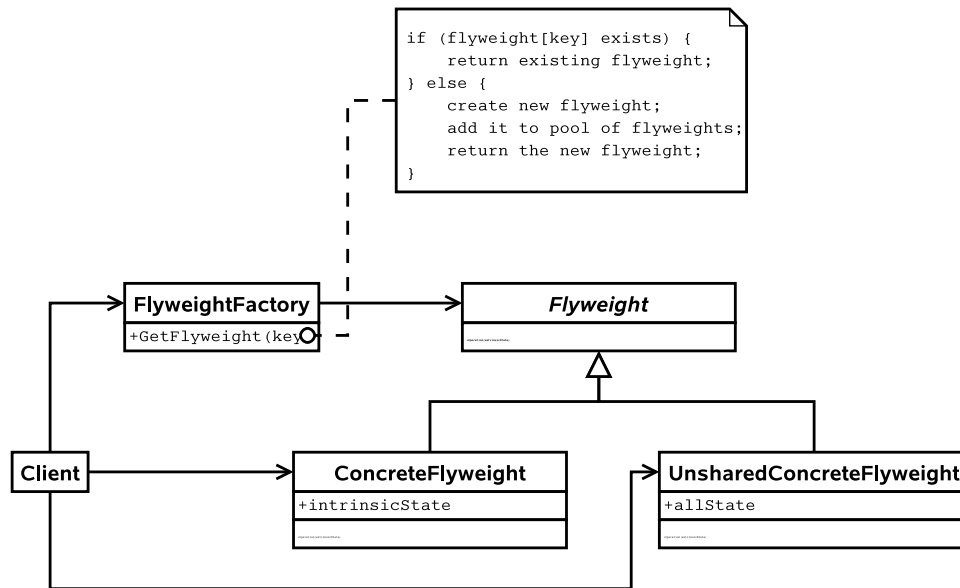 if (flyweight[key] exists) {
return existing flyweight;
} else {
create new flyweight;
add it to pool of flyweights;
return the new flyweight;
}
FlyweightFactory
+GetFlyweight(key
Flyweight
Client
ConcreteFlyweight
+intrinsicState
UnsharedConcreteFlyweight
+allState